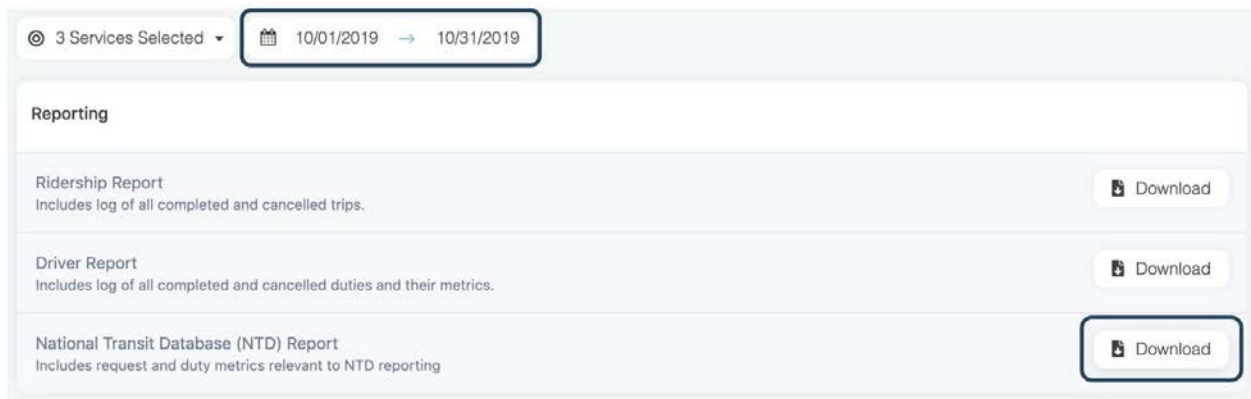 3 Services Selected
10/01/2019 → 10/31/2019
Reporting
Ridership Report
Includes log of all completed and cancelled trips.
Download
Driver Report
Includes log of all completed and cancelled duties and their metrics.
Download
National Transit Database (NTD) Report
Includes request and duty metrics relevant to NTD reporting
Download